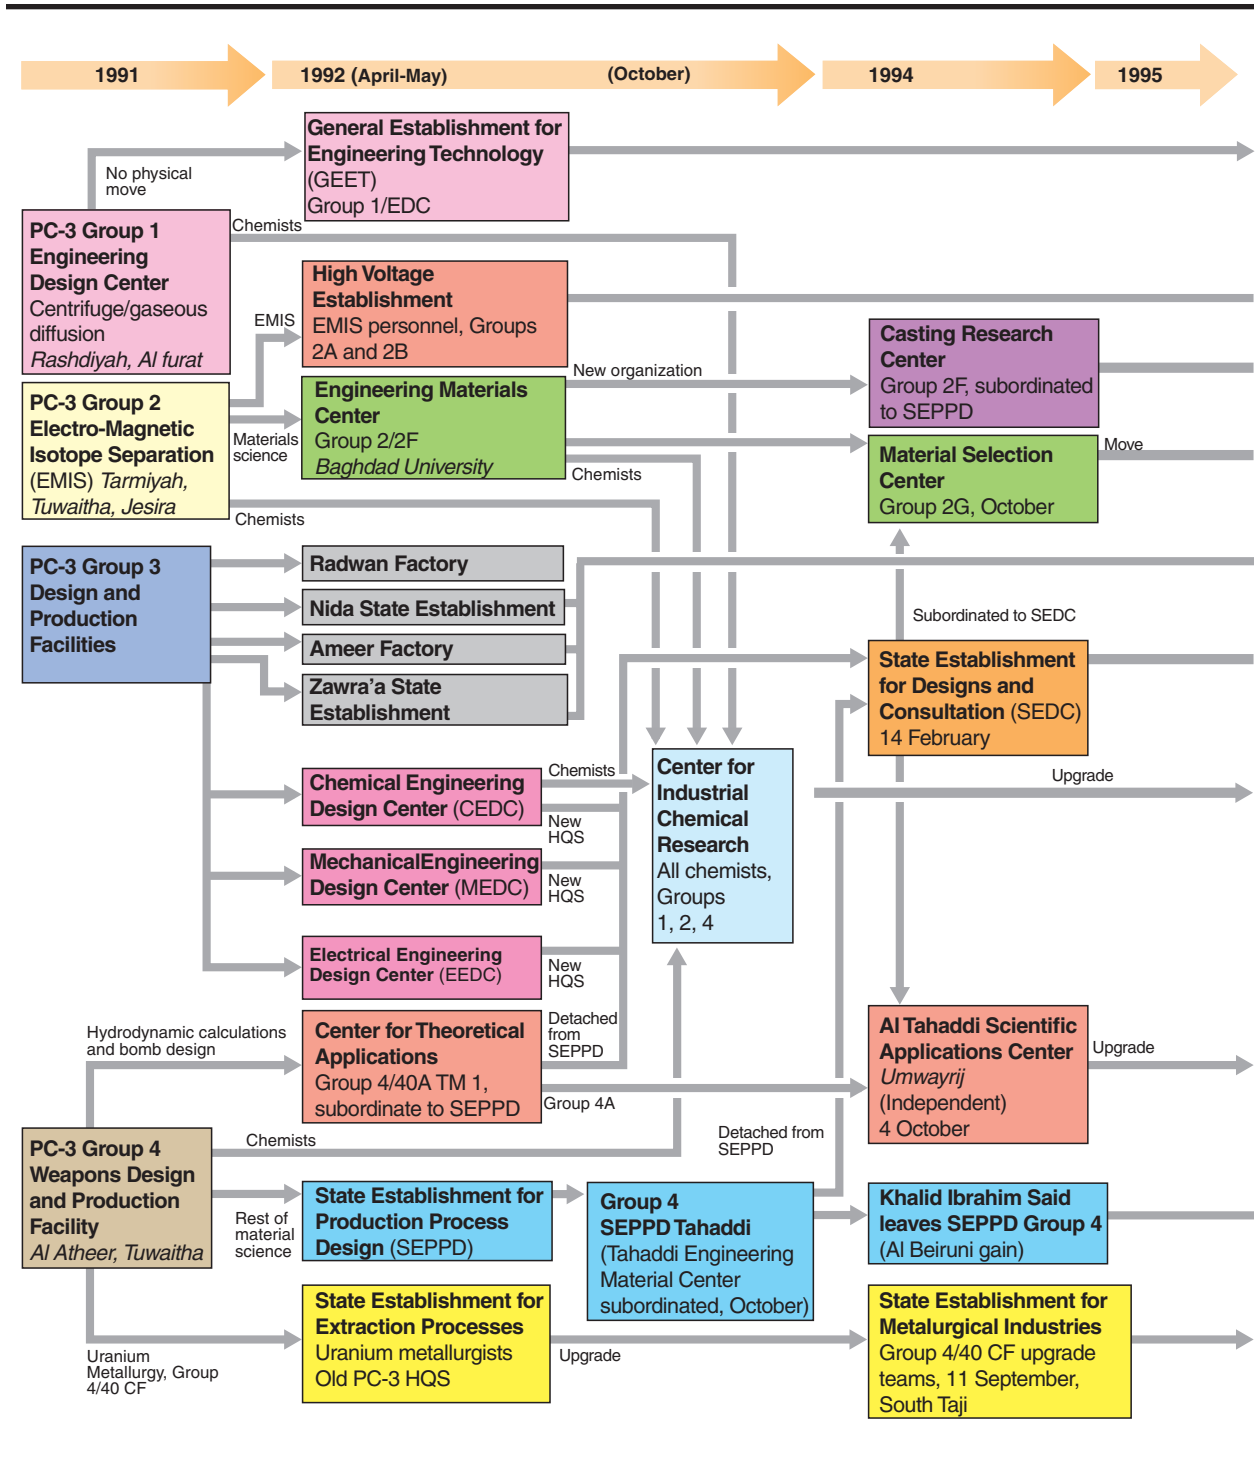 1991
1992 (April-May)
(October)
1994
1995
General Establishment for
Engineering Technology
(GEET)
Group 1/EDC
No physical
move
PC-3 Group 1
Engineering
Design Center
Centrifuge/gaseous
diffusion
Rashdiyah, Al furat
Chemists
High Voltage
Establishment
EMIS personnel, Groups
2A and 2B
EMIS
Casting Research
Center
Group 2F, subordinated
to SEPPD
New organization
PC-3 Group 2
Electro-Magnetic
Isotope Separation
(EMIS) Tarmiyah,
Tuwaitha, Jesira
Engineering Materials
Center
Group 2/2F
Baghdad University
Materials
science
Chemists
Chemists
Material Selection
Center
Group 2G, October
Move
PC-3 Group 3
Design and
Production
Facilities
Radwan Factory
Nida State Establishment
Ameer Factory
Zawra'a State
Establishment
Subordinated to SEDC
State Establishment
for Designs and
Consultation (SEDC)
14 February
Chemical Engineering
Design Center (CEDC)
Chemists
New
HQS
Center for
Industrial
Chemical
Research
All chemists,
Groups
1, 2, 4
Upgrade
MechanicalEngineering
Design Center (MEDC)
New
HQS
Electrical Engineering
Design Center (EEDC)
New
HQS
Hydrodynamic calculations
and bomb design
Center for Theoretical
Applications
Group 4/40A TM 1,
subordinate to SEPPD
Detached
from
SEPPD
Group 4A
Al Tahaddi Scientific
Applications Center
Umwayrij
(Independent)
4 October
Upgrade
PC-3 Group 4
Weapons Design
and Production
Facility
Al Atheer, Tuwaitha
Chemists
Detached from
SEPPD
Rest of
material
science
State Establishment for
Production Process
Design (SEPPD)
Group 4
SEPPD Tahaddi
(Tahaddi Engineering
Material Center
subordinated, October)
Khalid Ibrahim Said
leaves SEPPD Group 4
(Al Beiruni gain)
State Establishment for
Extraction Processes
Uranium metallurgists
Old PC-3 HQS
Uranium
Metallurgy, Group
4/40 CF
Upgrade
State Establishment for
Metalurgical Industries
Group 4/40 CF upgrade
teams, 11 September,
South Taji